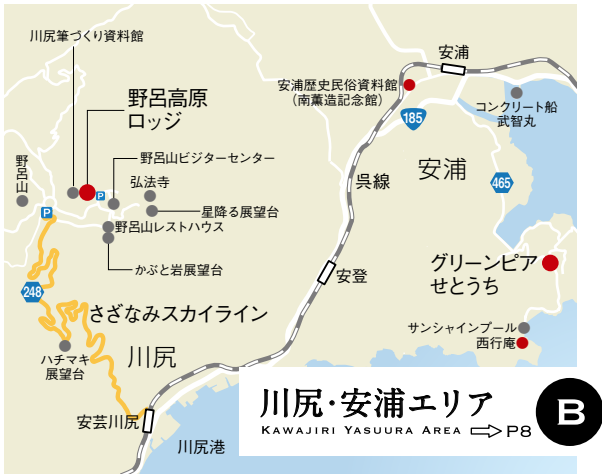 川尻筆づくり資料館
野呂高原
ロッジ
安浦
安浦歴史民俗資料館
(南薫造記念館)
185
コンクリート船
武智丸
野呂山
P
野呂山ビジターセンター
弘法寺
呉線
安浦
465
P
星降る展望台
野呂山レストハウス
かぶと岩展望台
グリーンピア
せとうち
安登
248
さざなみスカイライン
サンシャインプール
西行庵
ハチマキ
展望台
川尻
安芸川尻
川尻港
川尻・安浦エリア
KAWAJIRI YASUURA AREA ⇨ P8
B